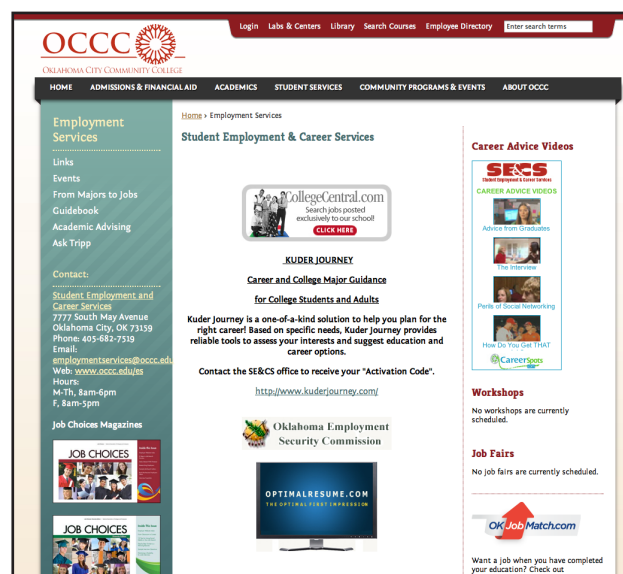 Login Labs & Centers Library Search Courses Employee Directory Enter search terms
OCCC
OKLAHOMA CITY COMMUNITY COLLEGE
HOME ADMISSIONS & FINANCIAL AID ACADEMICS STUDENT SERVICES COMMUNITY PROGRAMS & EVENTS ABOUT OCCC
Employment
Services
Links
Events
From Majors to Jobs
Guidebook
Academic Advising
Ask Tripp
Contact:
Student Employment and
Career Services
7777 South May Avenue
Oklahoma City, OK 73159
Phone: 405-682-7519
Email:
employmentservices@occc.edu
Web: www.occc.edu/es
Hours:
M-Th, 8am-6pm
F, 8am-5pm
Job Choices Magazines
JOB CHOICES
JOB CHOICES
Home › Employment Services
Student Employment & Career Services
CollegeCentral.com
Search jobs posted
exclusively to our school!
CLICK HERE
KUDER JOURNEY
Career and College Major Guidance
for College Students and Adults
Kuder Journey is a one-of-a-kind solution to help you plan for the
right career! Based on specific needs, Kuder Journey provides
reliable tools to assess your interests and suggest education and
career options.
Contact the SE&CS office to receive your "Activation Code".
http://www.kuderjourney.com/
Oklahoma Employment
Security Commission
OPTIMALRESUME.COM
THE OPTIMAL FIRST IMPRESSION
Career Advice Videos
SE&CS
Student Employment & Career Services
CAREER ADVICE VIDEOS
Advice from Graduates
The Interview
Perils of Social Networking
How Do You Get THAT
CareerSpots
Workshops
No workshops are currently
scheduled.
Job Fairs
No job fairs are currently scheduled.
OKJobMatch.com
Want a job when you have completed
your education? Check out